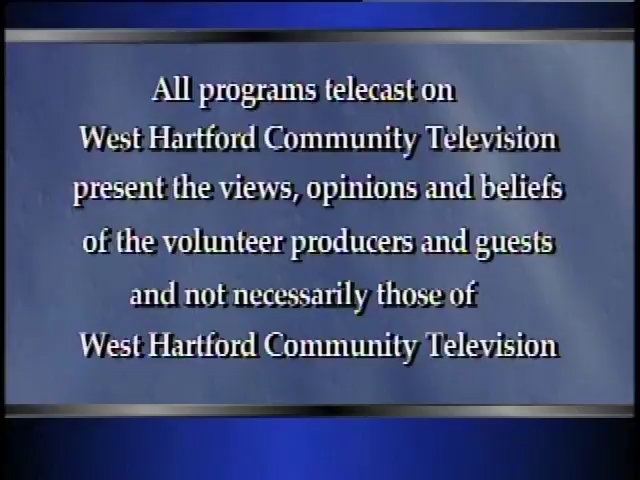 All programs telecast on
West Hartford Community Television
present the views, opinions and beliefs
of the volunteer producers and guests
and not necessarily those of
West Hartford Community Television